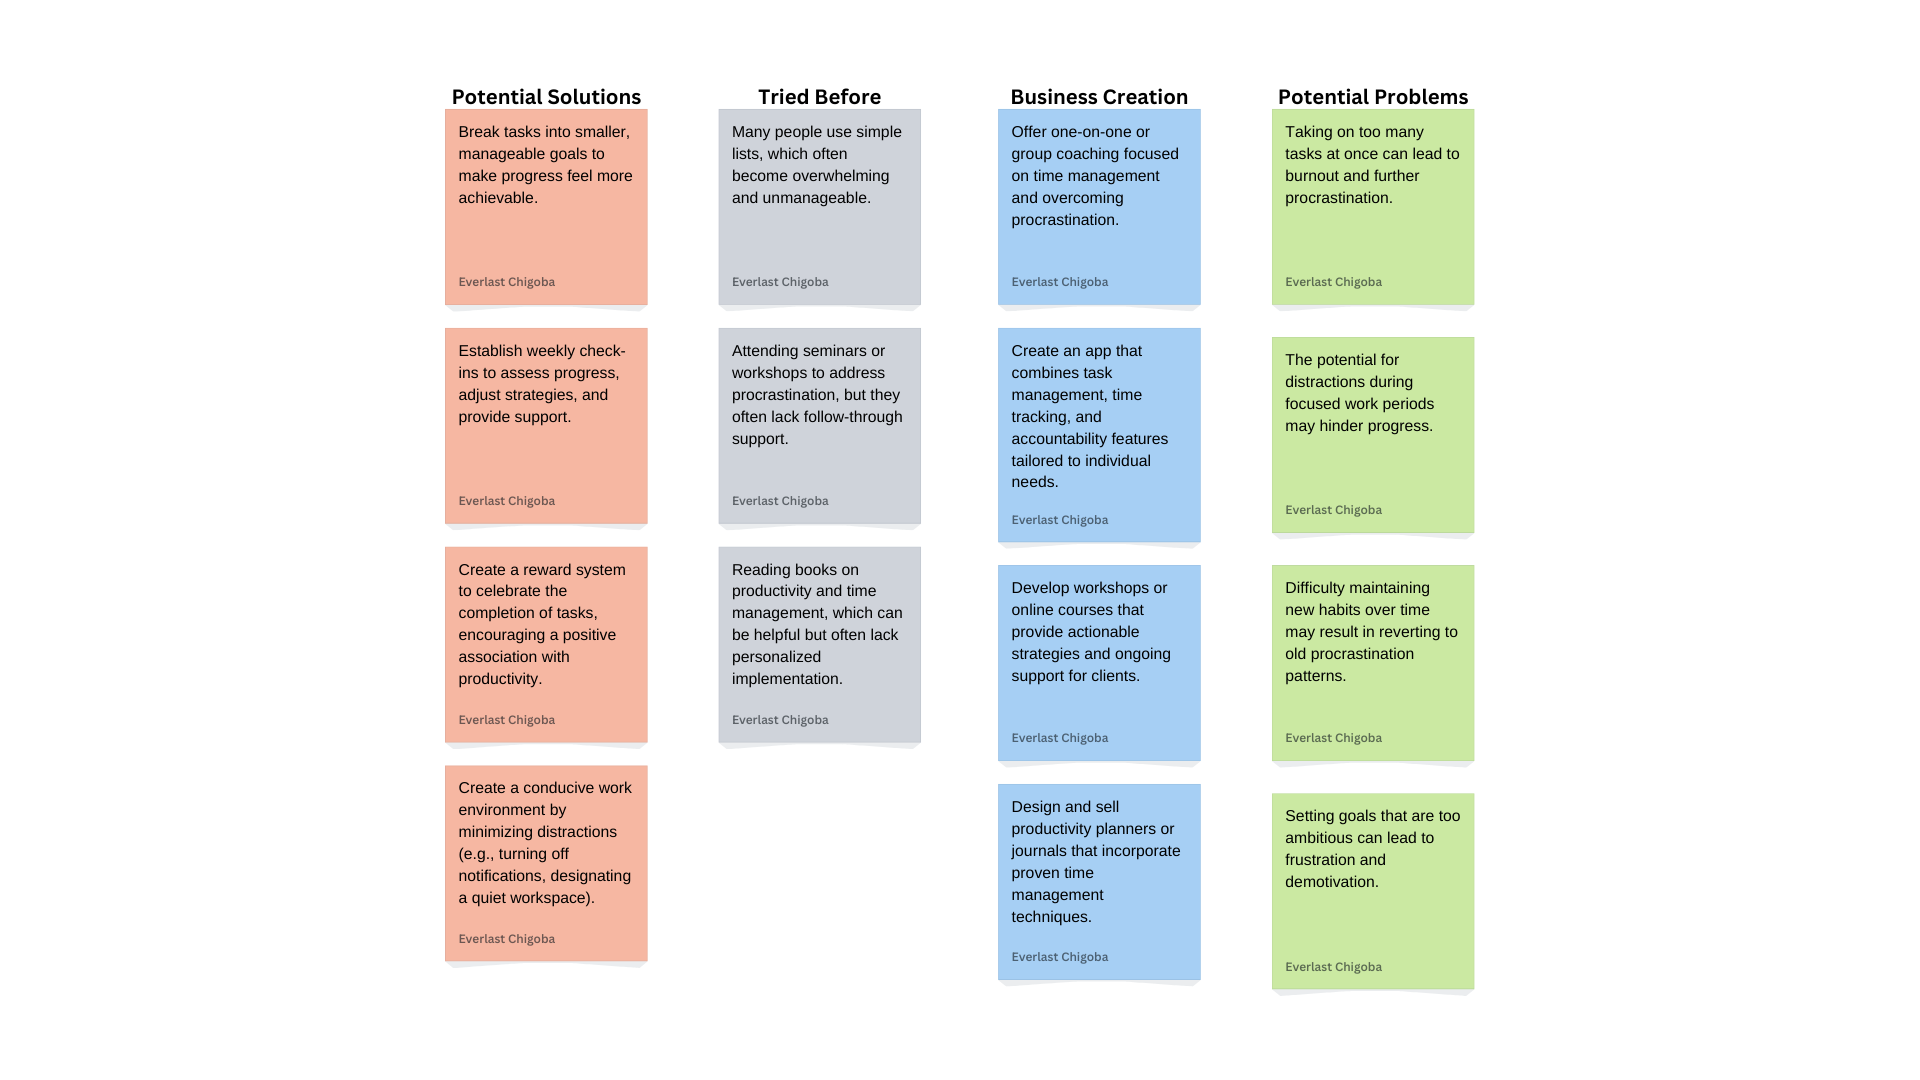 Potential Solutions
Break tasks into smaller,
manageable goals to
make progress feel more
achievable.
Everlast Chigoba
Establish weekly check-
ins to assess progress,
adjust strategies, and
provide support.
Everlast Chigoba
Create a reward system
to celebrate the
completion of tasks,
encouraging a positive
association with
productivity.
Everlast Chigoba
Create a conducive work
environment by
minimizing distractions
(e.g., turning off
notifications, designating
a quiet workspace).
Everlast Chigoba
Tried Before
Many people use simple
lists, which often
become overwhelming
and unmanageable.
Everlast Chigoba
Attending seminars or
workshops to address
procrastination, but they
often lack follow-through
support.
Everlast Chigoba
Reading books on
productivity and time
management, which can
be helpful but often lack
personalized
implementation.
Everlast Chigoba
Business Creation
Offer one-on-one or
group coaching focused
on time management
and overcoming
procrastination.
Everlast Chigoba
Create an app that
combines task
management, time
tracking, and
accountability features
tailored to individual
needs.
Everlast Chigoba
Develop workshops or
online courses that
provide actionable
strategies and ongoing
support for clients.
Everlast Chigoba
Design and sell
productivity planners or
journals that incorporate
proven time
management
techniques.
Everlast Chigoba
Potential Problems
Taking on too many
tasks at once can lead to
burnout and further
procrastination.
Everlast Chigoba
The potential for
distractions during
focused work periods
may hinder progress.
Everlast Chigoba
Difficulty maintaining
new habits over time
may result in reverting to
old procrastination
patterns.
Everlast Chigoba
Setting goals that are too
ambitious can lead to
frustration and
demotivation.
Everlast Chigoba